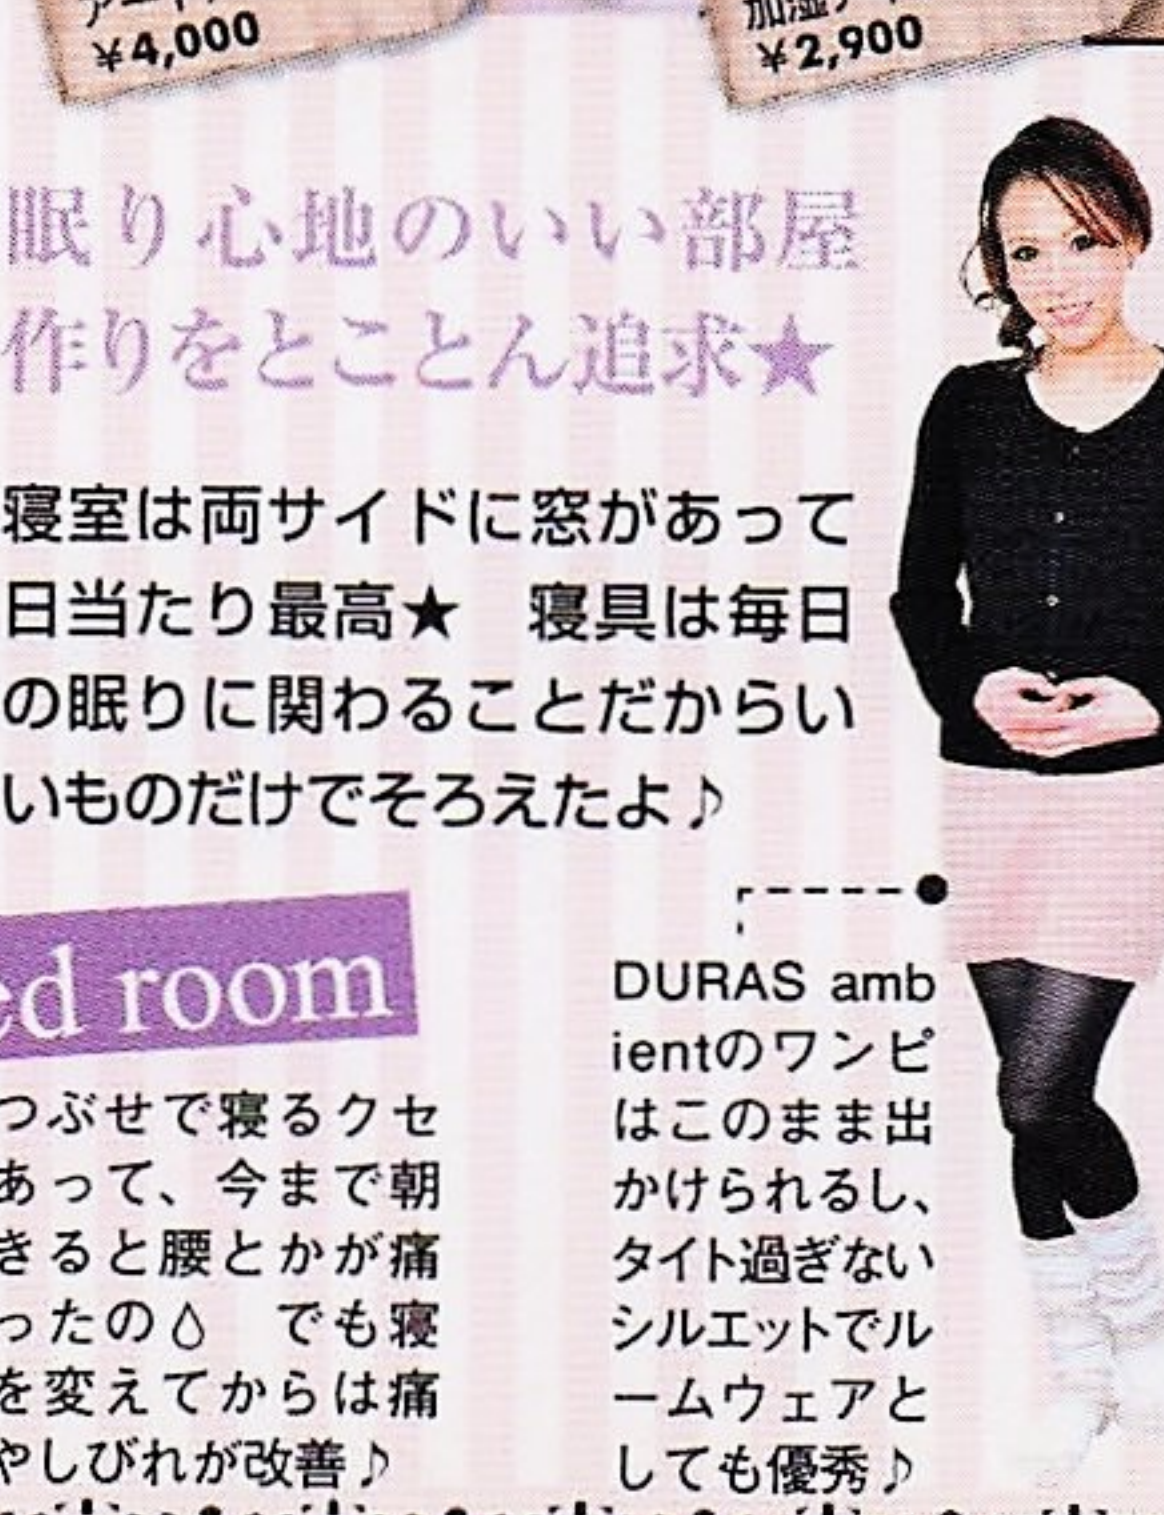 ¥4,000
加湿
¥2,900
眠り心地のいい部屋
作りをとことん追求★
寝室は両サイドに窓があって
日当たり最高★ 寝具は毎日
の眠りに関わることだからい
いものだけでそろえたよ♪
ed room
つぶせで寝るクセ
あって、今まで朝
きると腰とかが痛
ったの でも寝
を変えてからは痛
やしびれが改善♪
DURAS amb
ientのワンピ
はこのまま出
かけられるし、
タイト過ぎない
シルエットでル
ームウェアと
しても優秀♪